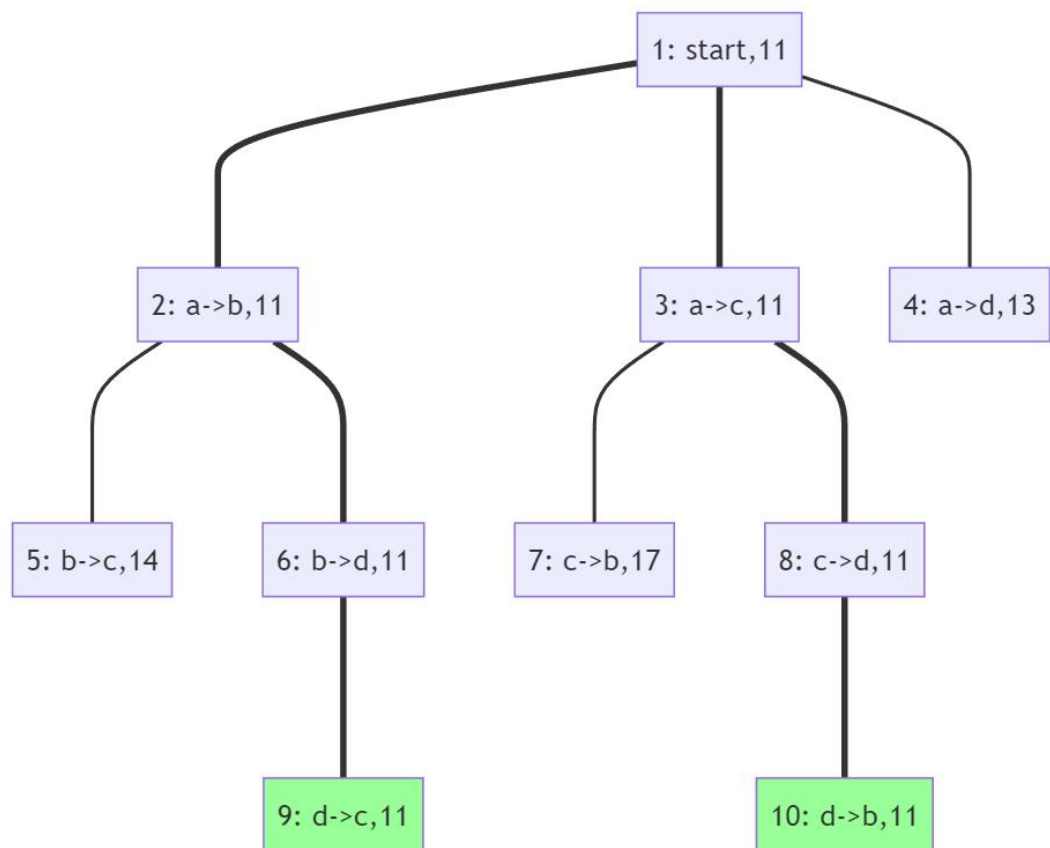 1: start,11
2: a->b,11
3: a->c,11
4: a->d,13
5: b->c,14
6: b->d,11
7: c->b,17
8: c->d,11
9: d->c,11
10: d->b,11